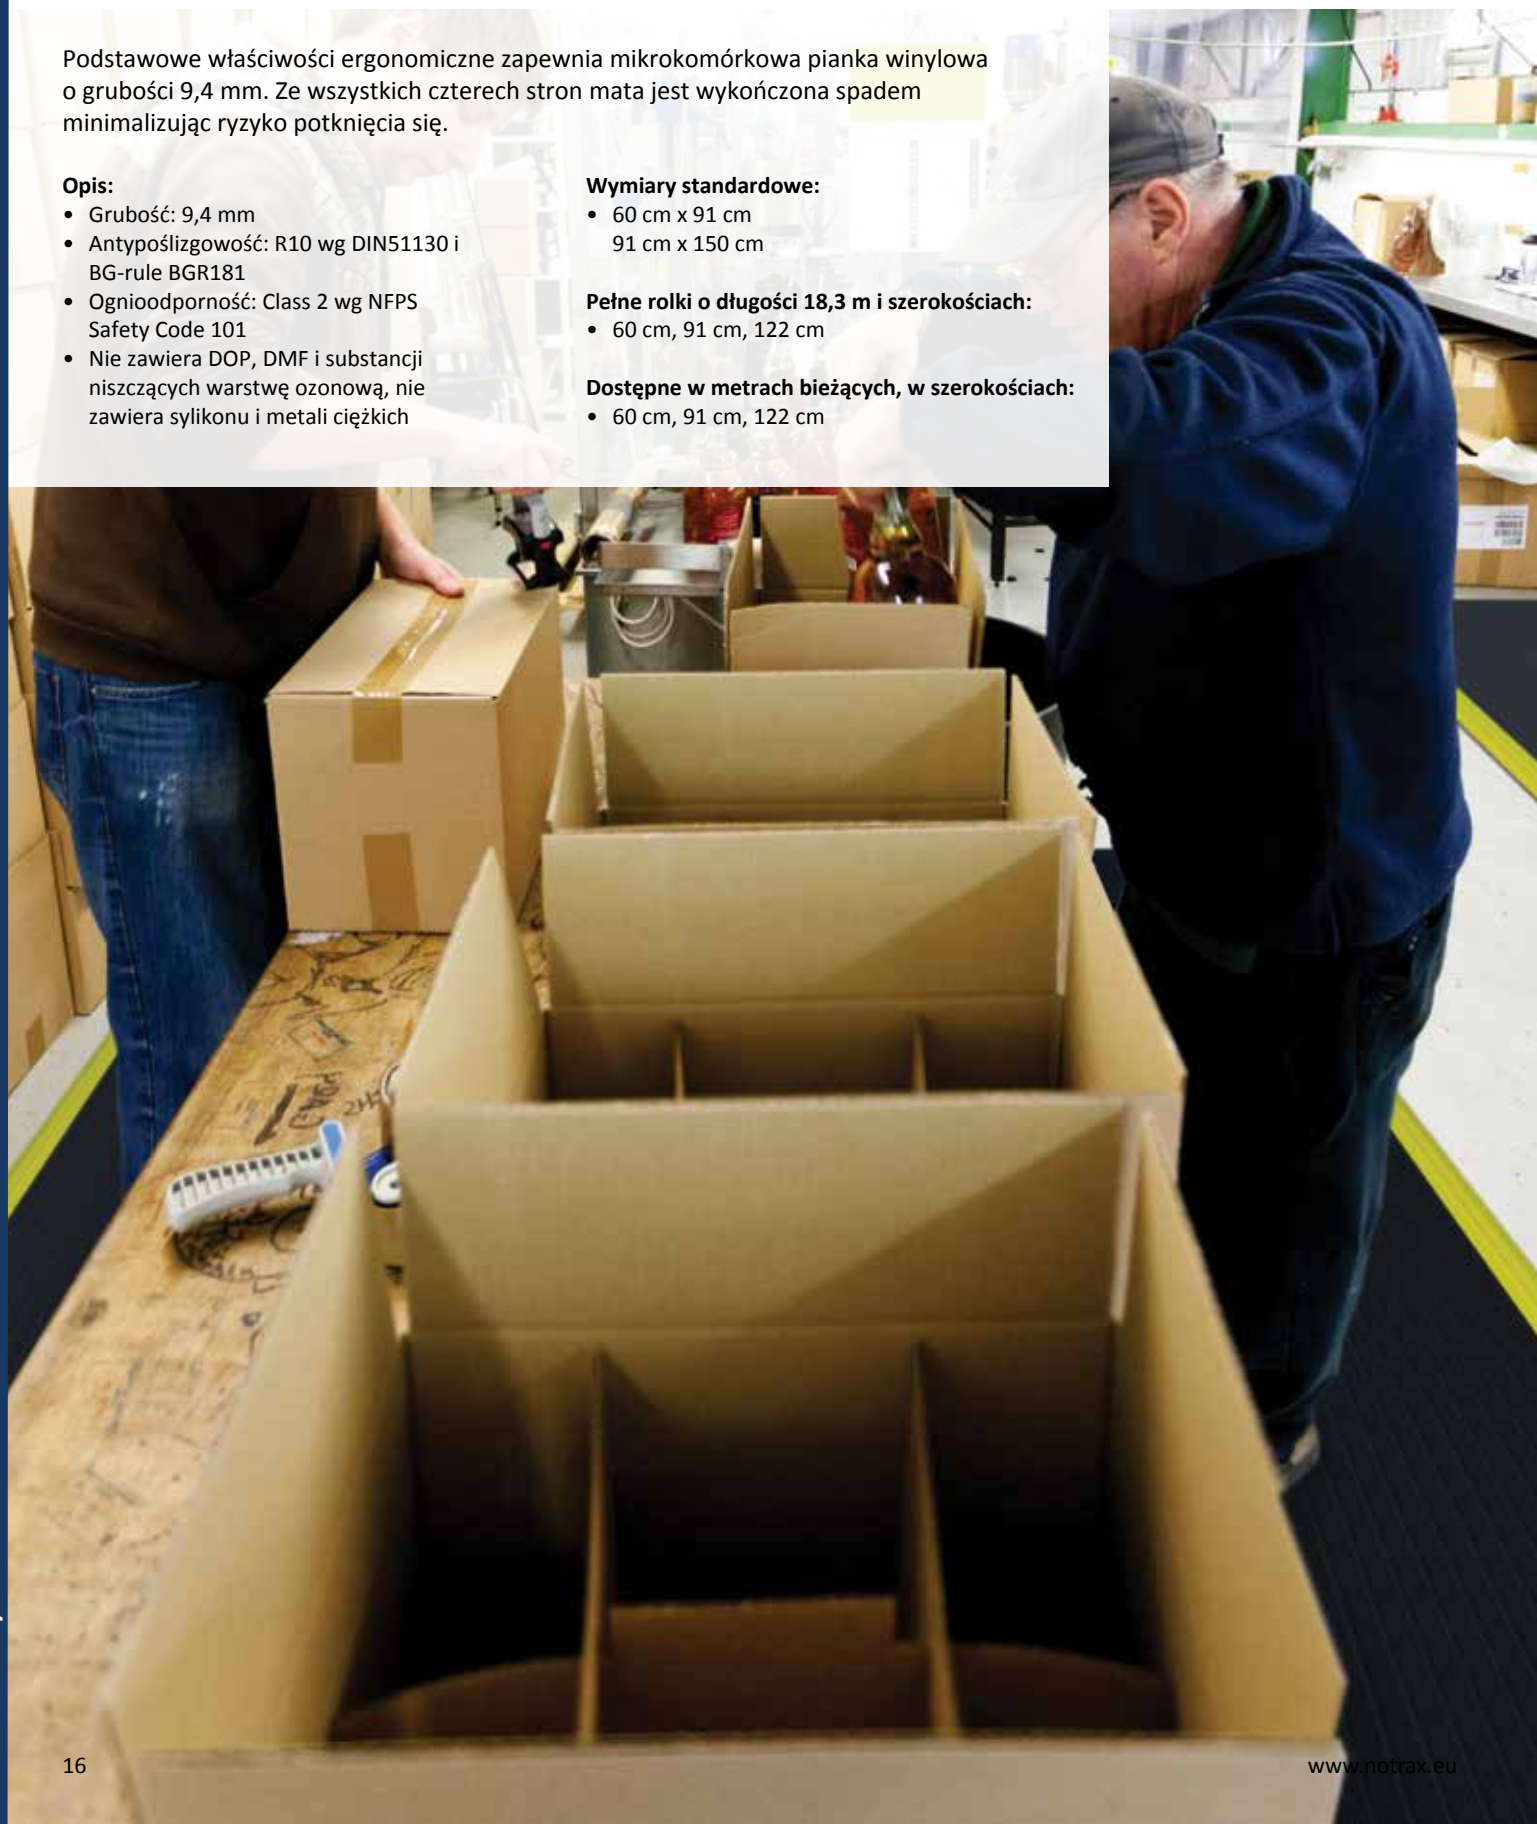 Podstawowe właściwości ergonomiczne zapewnia mikrokomórkowa pianka winylowa
o grubości 9,4 mm. Ze wszystkich czterech stron mata jest wykończona spadem
minimalizując ryzyko potknięcia się.
Opis:
• Grubość: 9,4 mm
• Antypoślizgowość: R10 wg DIN51130 i
BG-rule BGR181
• Ognioodporność: Class 2 wg NFPS
Safety Code 101
• Nie zawiera DOP, DMF i substancji
niszczących warstwę ozonową, nie
zawiera sylikonu i metali ciężkich
Wymiary standardowe:
• 60 cm x 91 cm
91 cm x 150 cm
Pełne rolki o długości 18,3 m i szerokościach:
• 60 cm, 91 cm, 122 cm
Dostępne w metrach bieżących, w szerokościach:
• 60 cm, 91 cm, 122 cm
16
www.notrax.eu